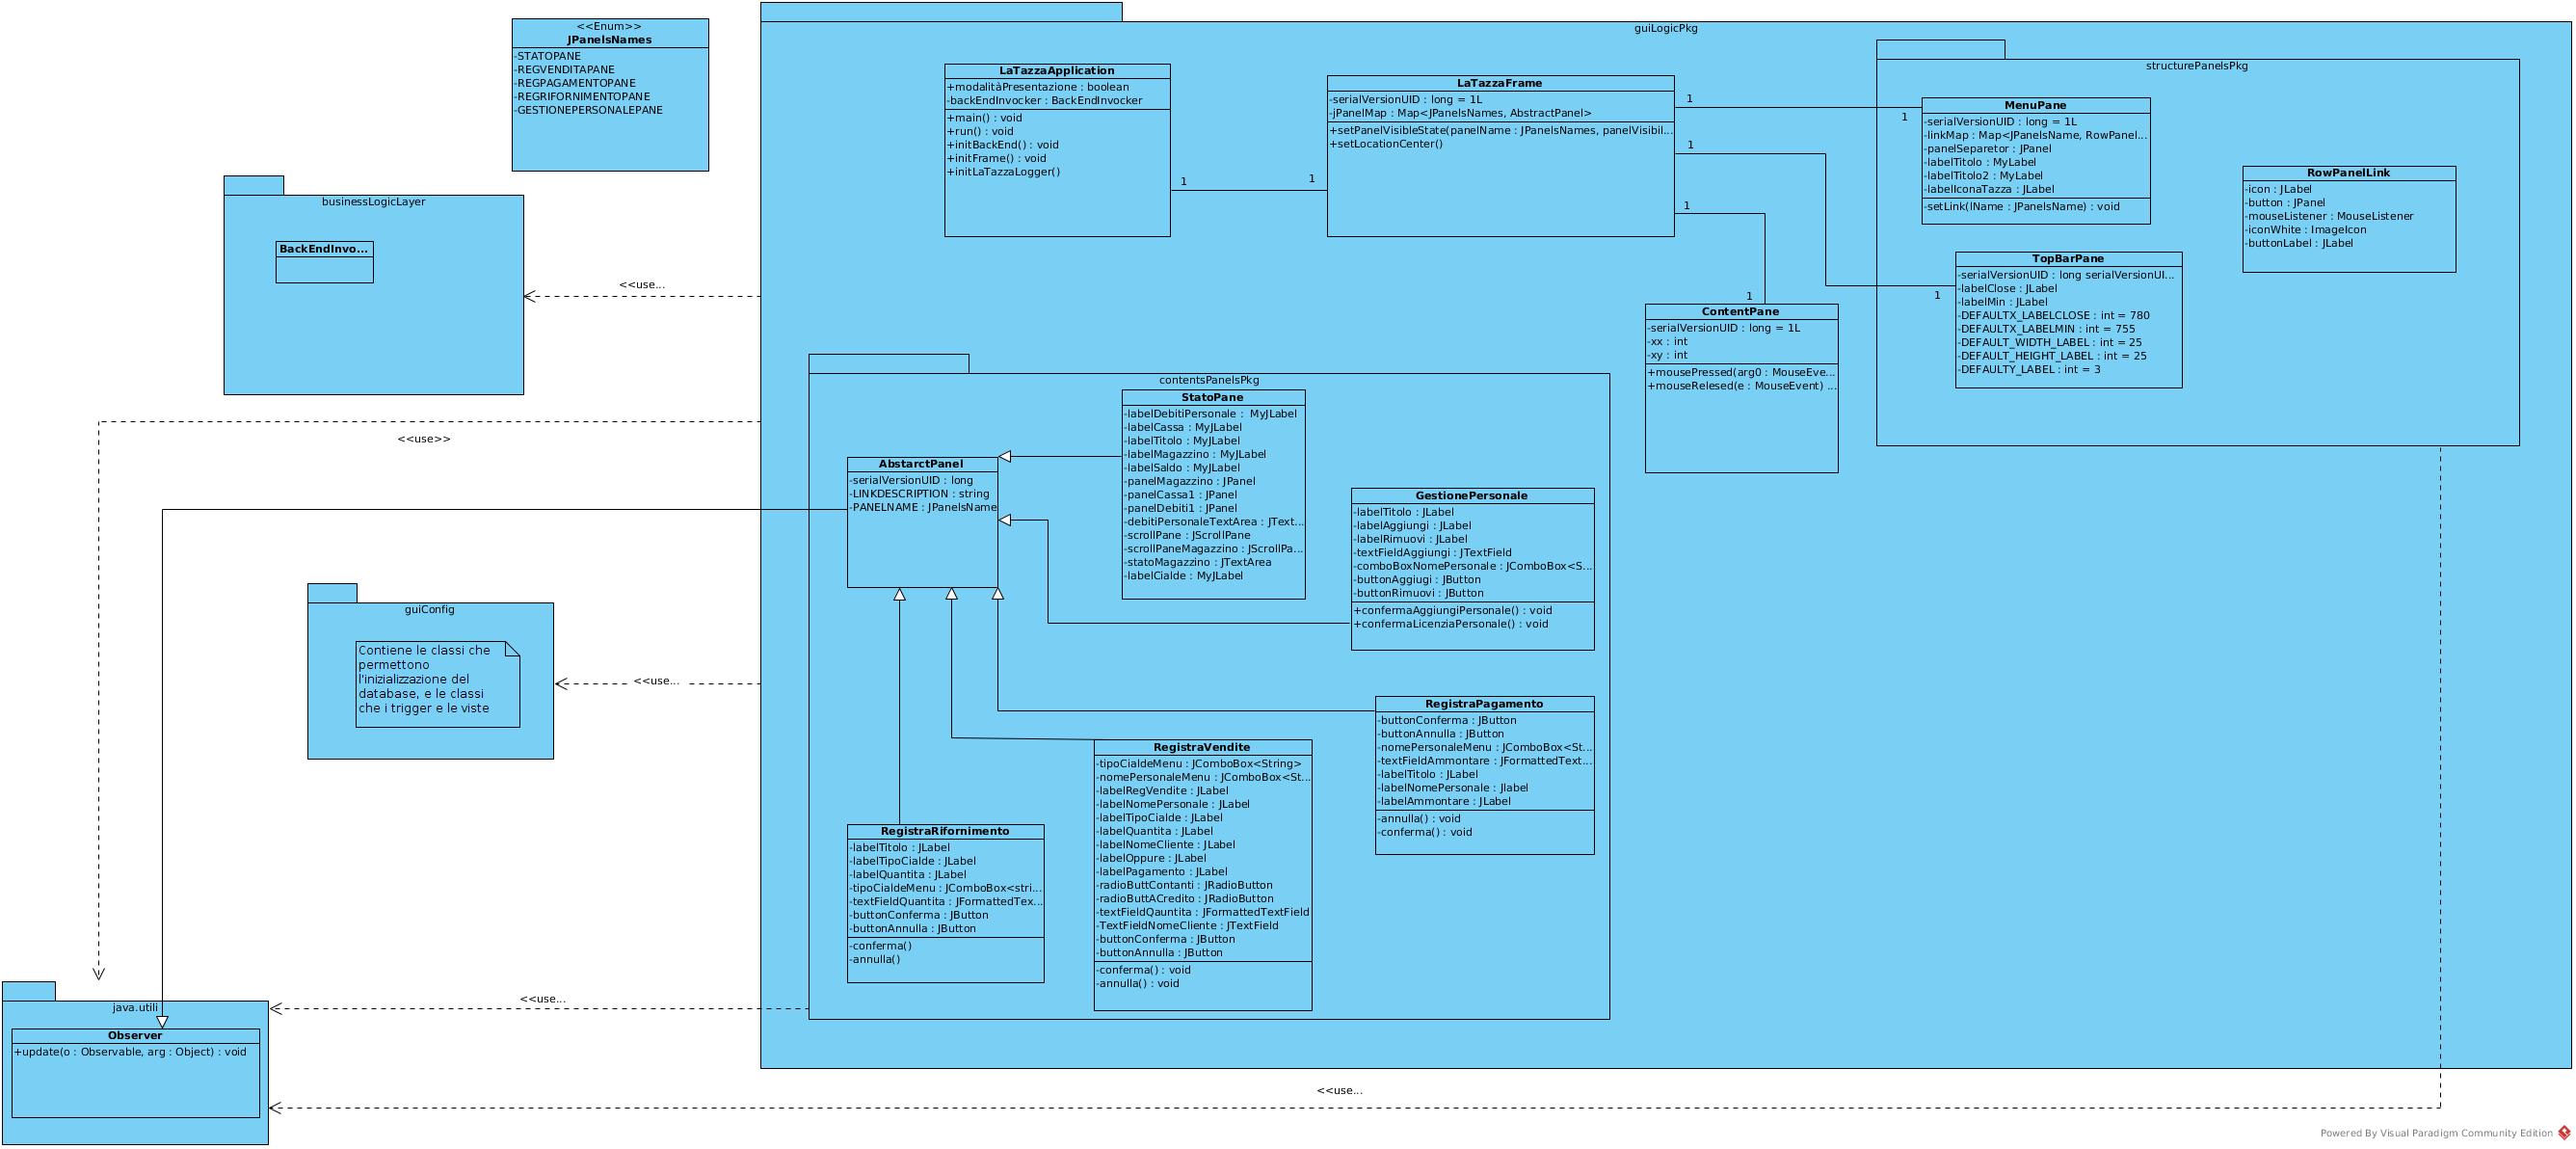 <<Enum>>
JPanelsNames
-STATOPANE
-REGVENDITAPANE
-REGPAGAMENTOPANE
-REGRIFORNIMENTOPANE
-GESTIONEPERSONALEPANE
businessLogicLayer
BackEndInvo...
<<use...
<<use>>
guiConfig
Contiene le classi che
permettono
l'inizializzazione del
database, e le classi
che i trigger e le viste
<<use...
<<use...
java.utili
Observer
+update(o : Observable, arg : Object) : void
<<use...
guiLogicPkg
LaTazzaApplication
+modalitàPresentazione : boolean
-backEndInvocker : BackEndInvocker
+main() : void
+run() : void
+initBackEnd() : void
+initFrame() : void
+initLaTazzaLogger()
1
1
LaTazzaFrame
-serialVersionUID : long = 1L
-jPanelMap : Map<JPanelsNames, AbstractPanel>
+setPanelVisibleState(panelName : JPanelsNames, panelVisibil...
+setLocationCenter()
1
1
1
1
1
1
structurePanelsPkg
MenuPane
-serialVersionUID : long = 1L
-linkMap : Map<JPanelsName, RowPanel...
-panelSeparetor : JPanel
-labelTitolo : MyLabel
-labelTitolo2 : MyLabel
-labelIconaTazza : JLabel
-setLink(lName : JPanelsName) : void
RowPanelLink
-icon : JLabel
-button : JPanel
-mouseListener : MouseListener
-iconWhite : ImageIcon
-buttonLabel : JLabel
TopBarPane
-serialVersionUID : long serialVersionUI...
-labelClose : JLabel
-labelMin : JLabel
-DEFAULTX_LABELCLOSE : int = 780
-DEFAULTX_LABELMIN : int = 755
-DEFAULT_WIDTH_LABEL : int = 25
-DEFAULT_HEIGHT_LABEL : int = 25
-DEFAULTY_LABEL : int = 3
ContentPane
-serialVersionUID : long = 1L
-xx : int
-xy : int
+mousePressed(arg0 : MouseEve...
+mouseRelesed(e : MouseEvent) ...
contentsPanelsPkg
StatoPane
-labelDebitiPersonale :  MyJLabel
-labelCassa : MyJLabel
-labelTitolo : MyJLabel
-labelMagazzino : MyJLabel
-labelSaldo : MyJLabel
-panelMagazzino : JPanel
-panelCassa1 : JPanel
-panelDebiti1 : JPanel
-debitiPersonaleTextArea : JText...
-scrollPane : JScrollPane
-scrollPaneMagazzino : JScrollPa...
-statoMagazzino : JTextArea
-labelCialde : MyJLabel
AbstarctPanel
-serialVersionUID : long
-LINKDESCRIPTION : string
-PANELNAME : JPanelsName
GestionePersonale
-labelTitolo : JLabel
-labelAggiungi : JLabel
-labelRimuovi : JLabel
-textFieldAggiungi : JTextField
-comboBoxNomePersonale : JComboBox<S...
-buttonAggiugi : JButton
-buttonRimuovi : JButton
+confermaAggiungiPersonale() : void
+confermaLicenziaPersonale() : void
RegistraPagamento
-buttonConferma : JButton
-buttonAnnulla : JButton
-nomePersonaleMenu : JComboBox<St...
-textFieldAmmontare : JFormattedText...
-labelTitolo : JLabel
-labelNomePersonale : Jlabel
-labelAmmontare : JLabel
-annulla() : void
-conferma() : void
RegistraVendite
-tipoCialdeMenu : JComboBox<String>
-nomePersonaleMenu : JComboBox<St...
-labelRegVendite : JLabel
-labelNomePersonale : JLabel
-labelTipoCialde : JLabel
-labelQuantita : JLabel
-labelNomeCliente : JLabel
-labelOppure : JLabel
-labelPagamento : JLabel
-radioButtContanti : JRadioButton
-radioButtACredito : JRadioButton
-textFieldQauntita : JFormattedTextField
-TextFieldNomeCliente : JTextField
-buttonConferma : JButton
-buttonAnnulla : JButton
-conferma() : void
-annulla() : void
RegistraRifornimento
-labelTitolo : JLabel
-labelTipoCialde : JLabel
-labelQuantita : JLabel
-tipoCialdeMenu : JComboBox<stri...
-textFieldQuantita : JFormattedTex...
-buttonConferma : JButton
-buttonAnnulla : JButton
-conferma()
-annulla()
Powered By Visual Paradigm Community Edition